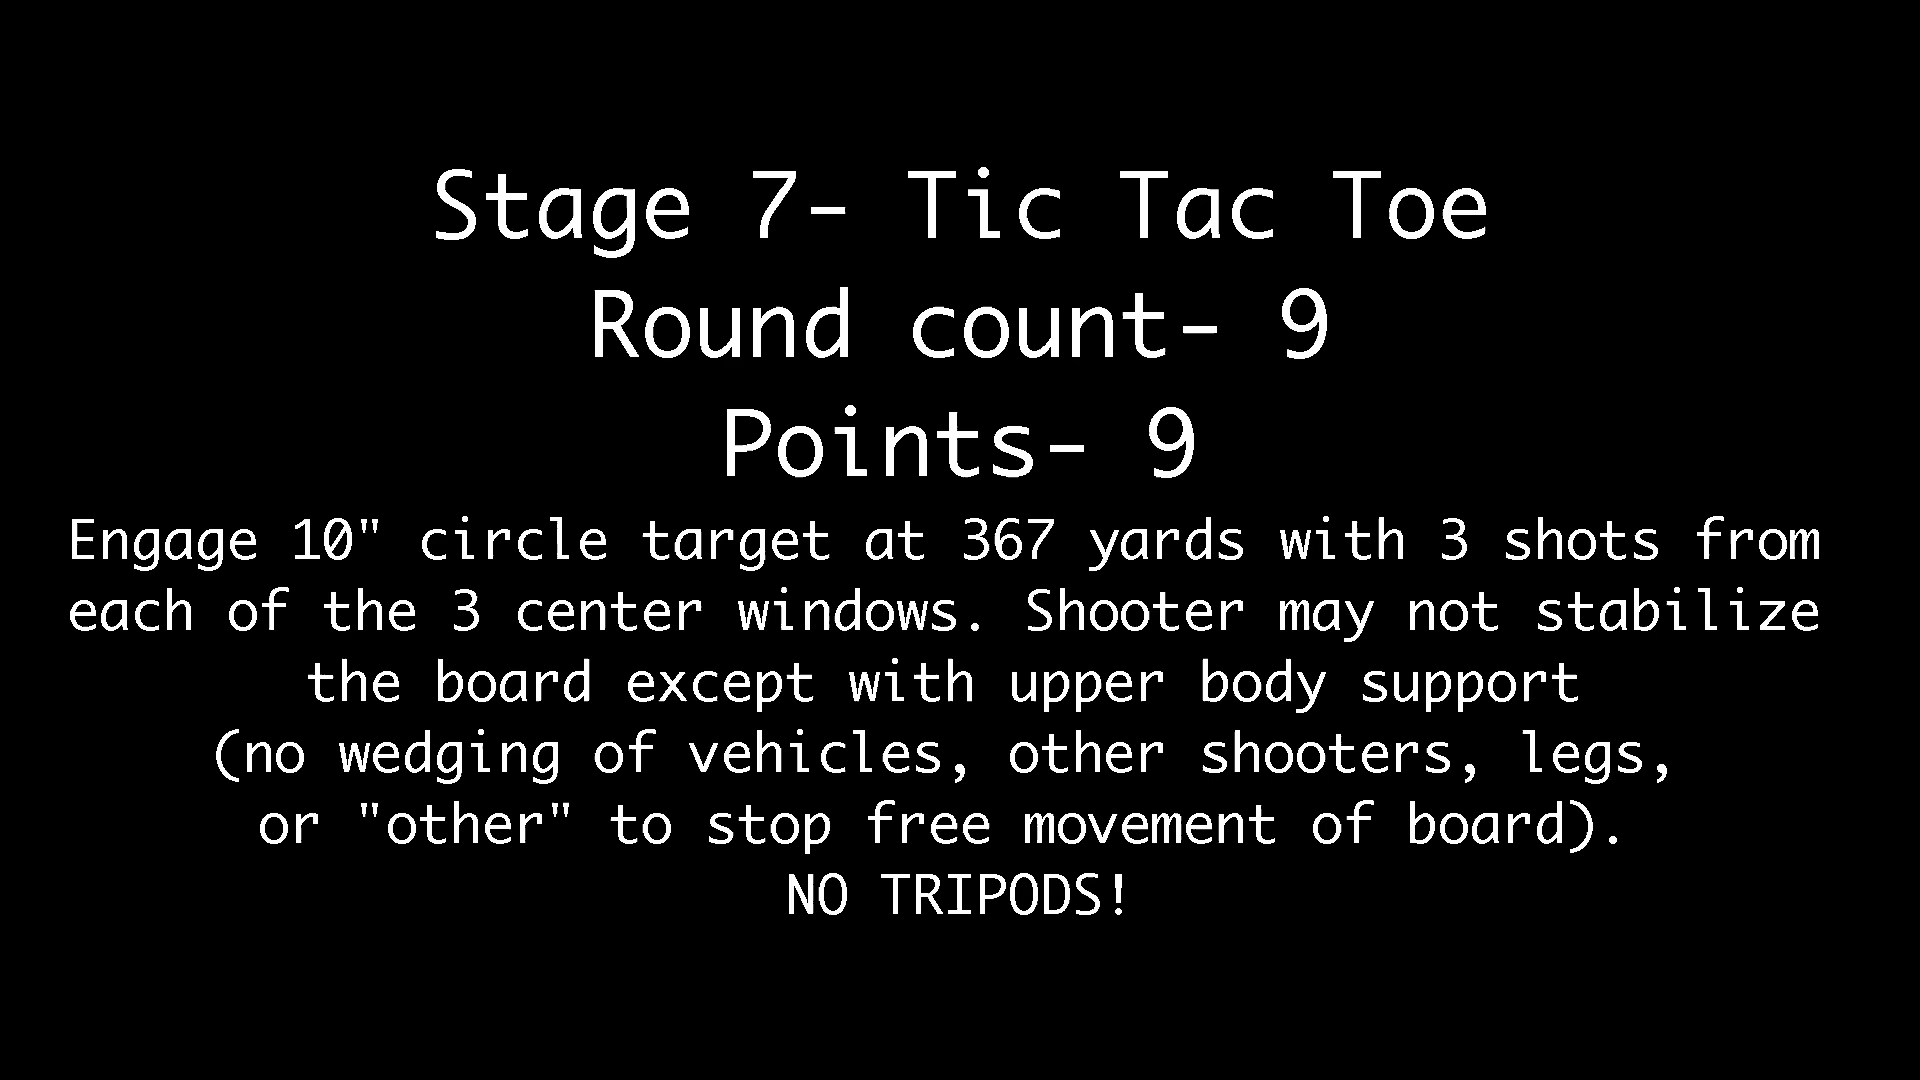 Stage 7- Tic Tac Toe
Round count- 9
Points- 9
Engage 10" circle target at 367 yards with 3 shots from
each of the 3 center windows. Shooter may not stabilize
the board except with upper body support
(no wedging of vehicles, other shooters, legs,
or "other" to stop free movement of board).
NO TRIPODS!